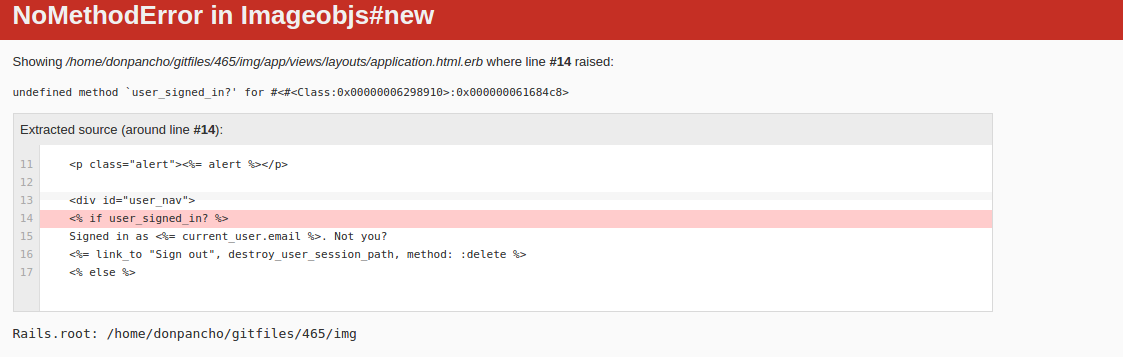 NoMethodError in Imageobjs#new
Showing /home/donpancho/gitfiles/465/img/app/views/layouts/application.html.erb where line #14 raised:
undefined method `user_signed_in?' for #<#<Class:0x00000006298910>:0x000000061684c8>
Extracted source (around line #14):
11 <p class="alert"><%= alert %></p>
12
13 <div id="user_nav">
14 <% if user_signed_in? %>
15 Signed in as <%= current_user.email %>. Not you?
16 <%= link_to "Sign out", destroy_user_session_path, method: :delete %>
17 <% else %>
Rails.root: /home/donpancho/gitfiles/465/img